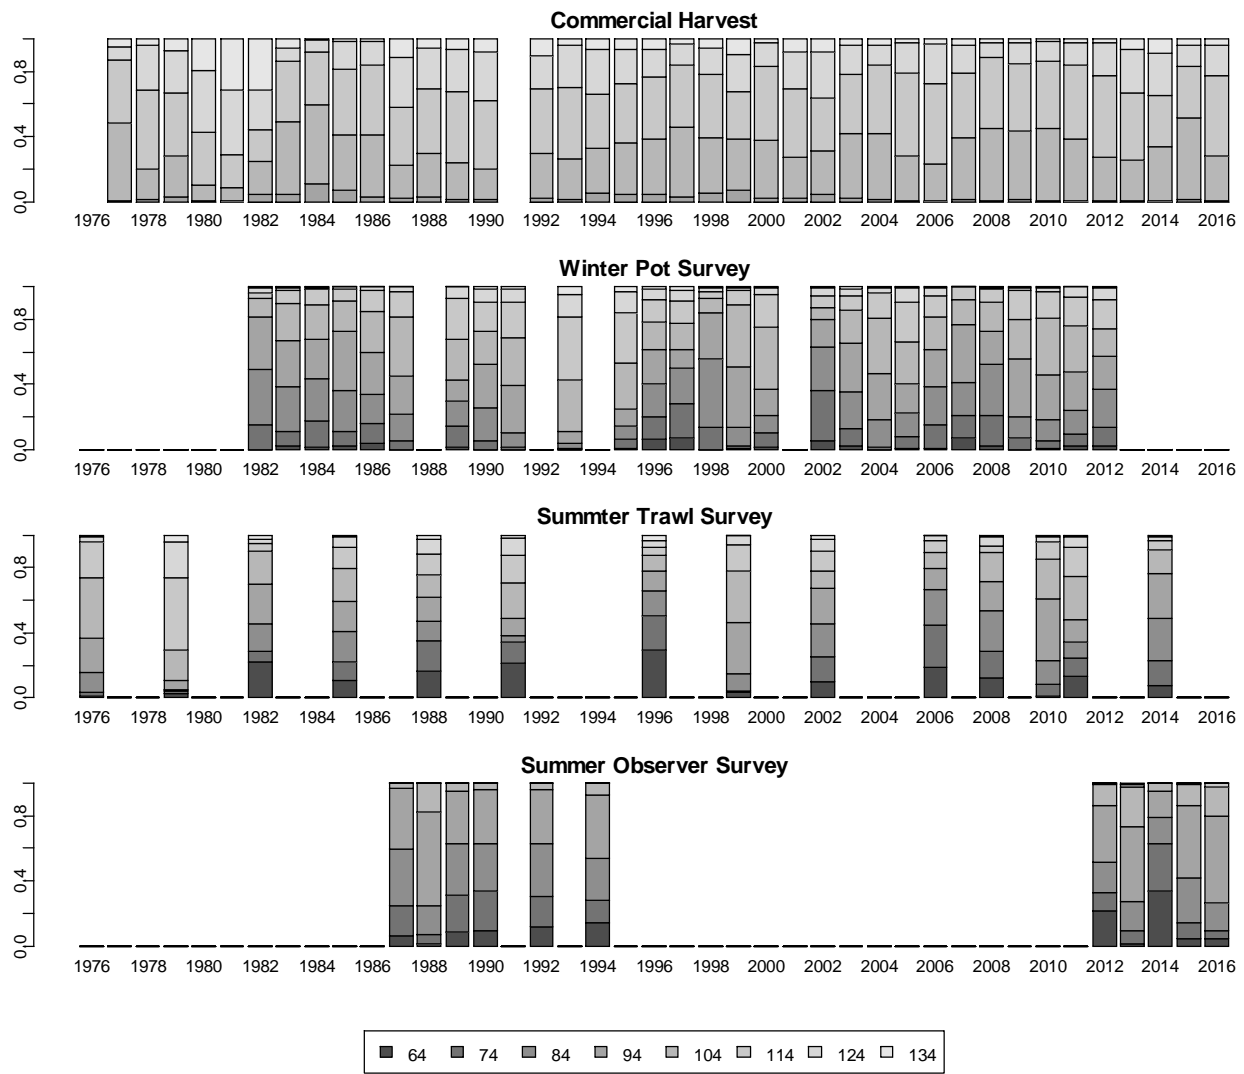 Commercial Harvest
0.0 0.4 0.8
1976 1978 1980 1982 1984 1986 1988 1990 1992 1994 1996 1998 2000 2002 2004 2006 2008 2010 2012 2014 2016
Winter Pot Survey
0.0 0.4 0.8
1976 1978 1980 1982 1984 1986 1988 1990 1992 1994 1996 1998 2000 2002 2004 2006 2008 2010 2012 2014 2016
Summter Trawl Survey
0.0 0.4 0.8
1976 1978 1980 1982 1984 1986 1988 1990 1992 1994 1996 1998 2000 2002 2004 2006 2008 2010 2012 2014 2016
Summer Observer Survey
0.0 0.4 0.8
1976 1978 1980 1982 1984 1986 1988 1990 1992 1994 1996 1998 2000 2002 2004 2006 2008 2010 2012 2014 2016
64 74 84 94 104 114 124 134